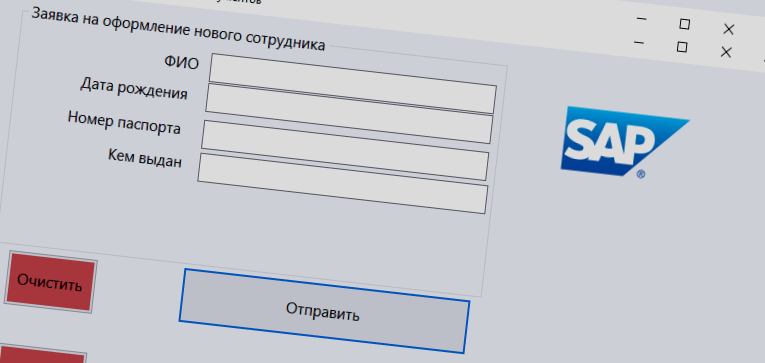 Заявка на оформление нового сотрудника
ФИО
Дата рождения
Номер паспорта
Кем выдан
SAP
®
Очистить
Отправить